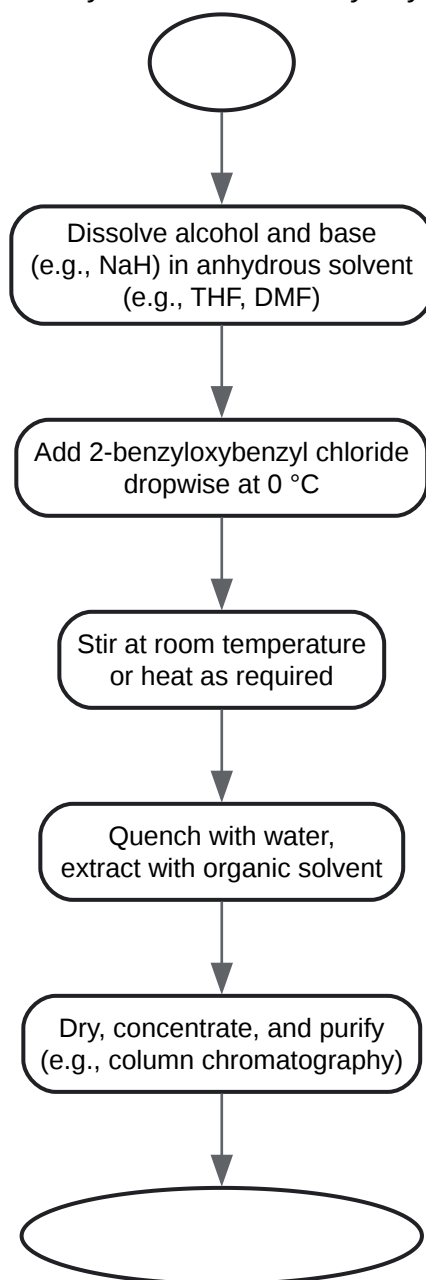 Dissolve alcohol and base
(e.g., NaH) in anhydrous solvent
(e.g., THF, DMF)
Add 2-benzyloxybenzyl chloride
dropwise at 0 °C
Stir at room temperature
or heat as required
Quench with water,
extract with organic solvent
Dry, concentrate, and purify
(e.g., column chromatography)